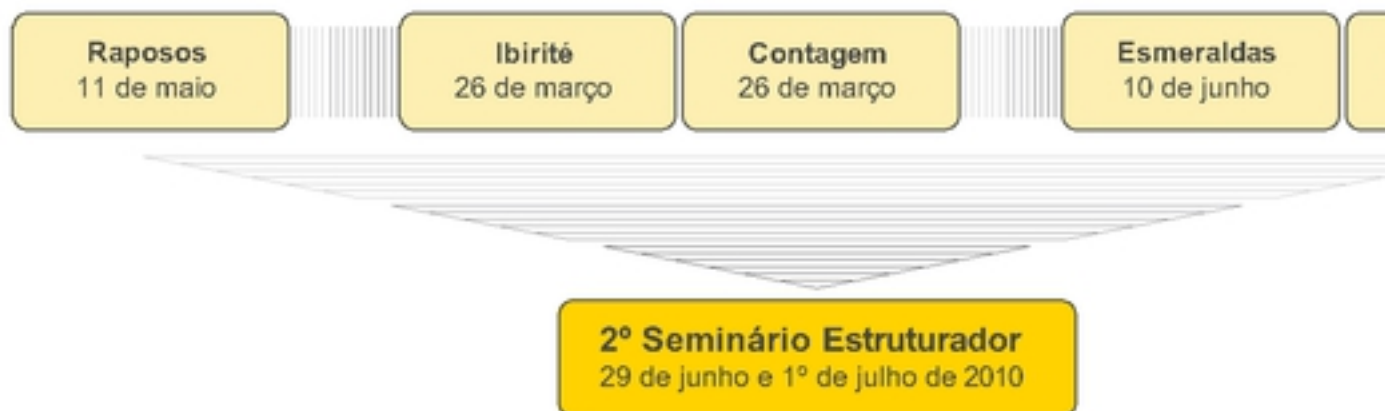 Raposos
11 de maio
Ibirité
26 de março
Contagem
26 de março
Esmeraldas
10 de junho
2º Seminário Estruturador
29 de junho e 1º de julho de 2010